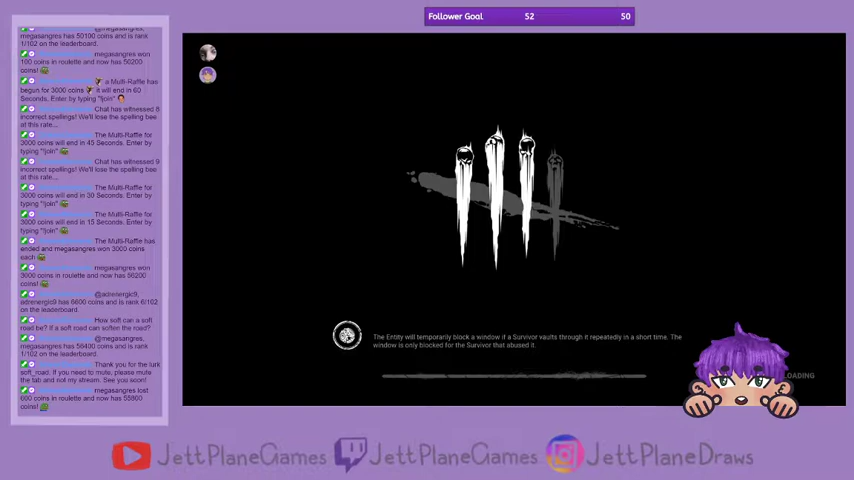 Follower Goal 52 50
megasangres has 50100 coins and is rank
1/102 on the leaderboard.
megasangres won
100 coins in roulette and now has 50200
coins!
a Multi-Raffle has
begun for 3000 coins it will end in 60
Seconds. Enter by typing "!join"
Chat has witnessed 8
incorrect spellings! We'll lose the spelling bee
at this rate...
The Multi-Raffle for
3000 coins will end in 45 Seconds. Enter by
typing "!join"
Chat has witnessed 9
incorrect spellings! We'll lose the spelling bee
at this rate...
The Multi-Raffle for
3000 coins will end in 30 Seconds. Enter by
typing "!join"
The Multi-Raffle for
3000 coins will end in 15 Seconds. Enter by
typing "!join"
The Multi-Raffle has
ended and megasangres won 3000 coins
each
megasangres won
3000 coins in roulette and now has 56200
coins!
@adrenergic9,
adrenergic9 has 6600 coins and is rank 6/102
on the leaderboard.
How soft can a soft
road be? If a soft road can soften the road?
@megasangres,
megasangres has 56400 coins and is rank
1/102 on the leaderboard.
Thank you for the lurk
soft_road. If you need to mute, please mute
the tab and not my stream. See you soon!
megasangres lost
600 coins in roulette and now has 55800
coins!
The Entity will temporarily block a window if a Survivor vaults through it repeatedly in a short time. The
window is only blocked for the Survivor that abused it.
LOADING
JettPlaneGames JettPlaneGames JettPlaneDraws